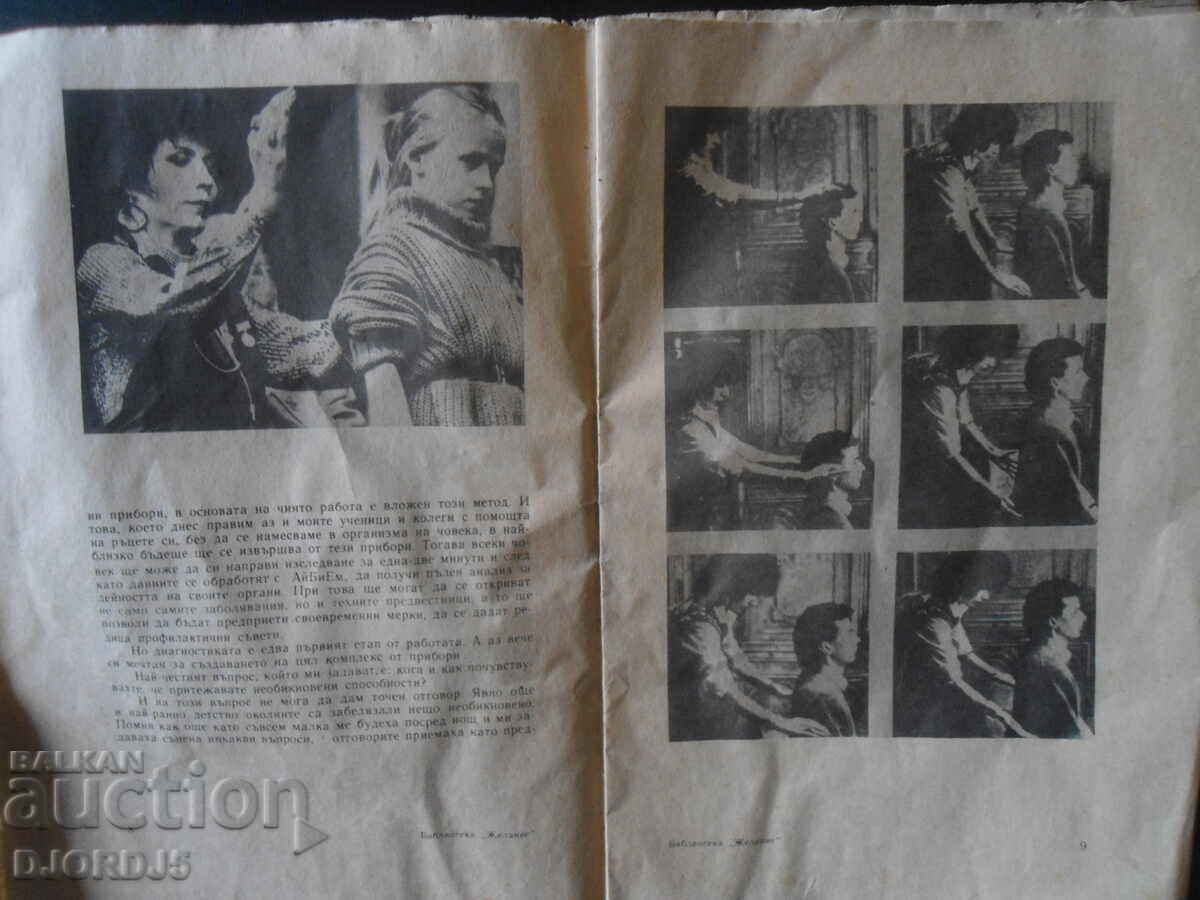 ни прибори, в основата на чиято работа е вложен този метод. И
това, което днес правим аз и моите ученици и колеги с помощта
на ръцете си, без да се намесваме в организма на човека, в най-
близко бъдеще ще се извършва от тези прибори. Тогава всеки чо-
век ще може да си направи изследване за една-две минути и след
като данните се обработят с АйБиЕм, да получи пълен анализ за
дейността на своите органи. При това ще могат да се откриват
не само самите заболявания, но и техните предвестници, а то ще
позволи да бъдат предприети своевременни мерки, да се дадат ре-
дица профилактични съвети.
Но диагностиката е едва първият етап от работата. А аз вече
си мечтая за създаването на цял комплекс от прибори
Най-честият въпрос, който ми задават, е: кога и как почувству-
вахте, че притежавате необикновени способности?
И на този въпрос не мога да дам точен отговор. Явно още
в най-ранно детство околните са забелязали нещо необикновено.
Помня как още като съвсем малка ме будеха посред нощ и ми за-
даваха сънена някакви въпроси, отговорите приемаха като пред-
Библиотека „Желание"
Библиотека „Желание"
9
BALKAN
auction
DJORDJ5